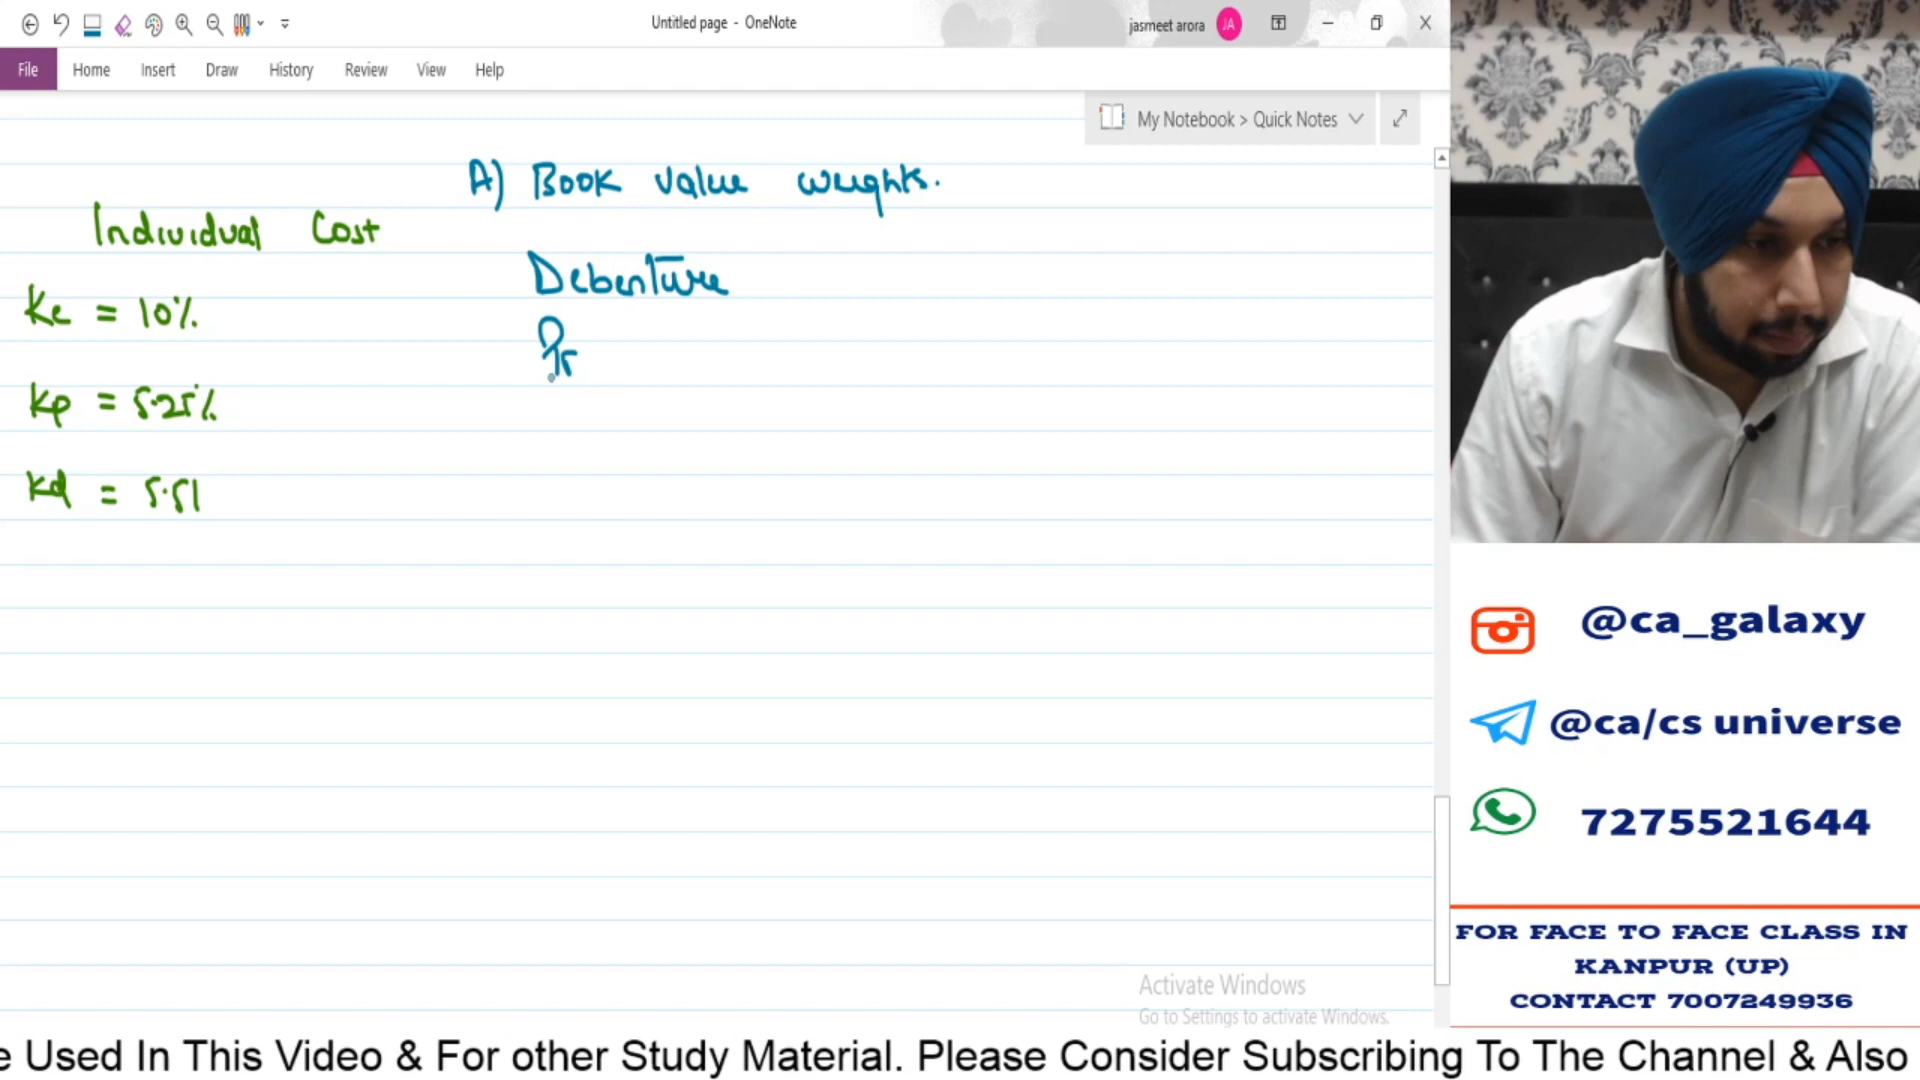 Untitled page - OneNote
jasmeet arora
JA
File Home Insert Draw History Review View Help
My Notebook > Quick Notes
A) Book value weights.
Individual Cost
Debenture
Ke = 10%
Pr
Kp = 5.25%
Kd = 5.51
@ca_galaxy
@ca/cs universe
7275521644
FOR FACE TO FACE CLASS IN
KANPUR (UP)
CONTACT 7007249936
Activate Windows
Go to Settings to activate Windows.
e Used In This Video & For other Study Material. Please Consider Subscribing To The Channel & Also